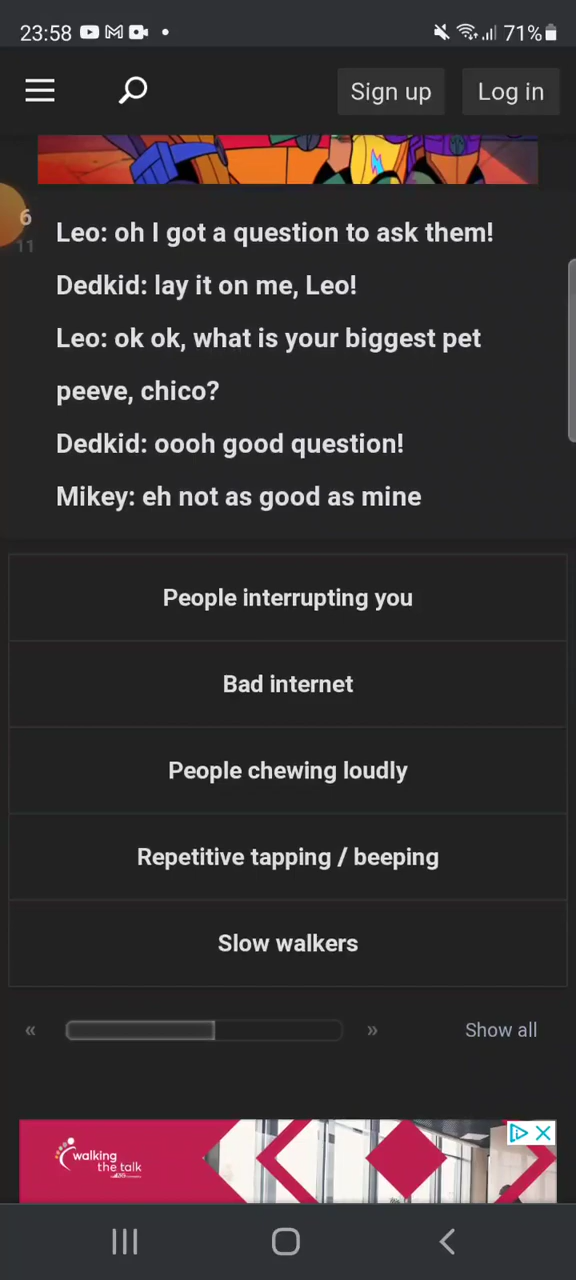 23:58
71%
Sign up
Log in
6
11
Leo: oh I got a question to ask them!
Dedkid: lay it on me, Leo!
Leo: ok ok, what is your biggest pet
peeve, chico?
Dedkid: oooh good question!
Mikey: eh not as good as mine
People interrupting you
Bad internet
People chewing loudly
Repetitive tapping / beeping
Slow walkers
« » Show all
walking
the talk